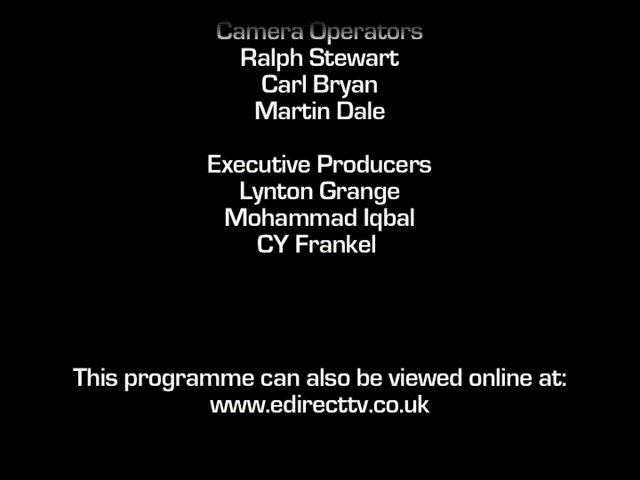 Camera Operators
Ralph Stewart
Carl Bryan
Martin Dale
Executive Producers
Lynton Grange
Mohammad Iqbal
CY Frankel
This programme can also be viewed online at:
www.edirecttv.co.uk